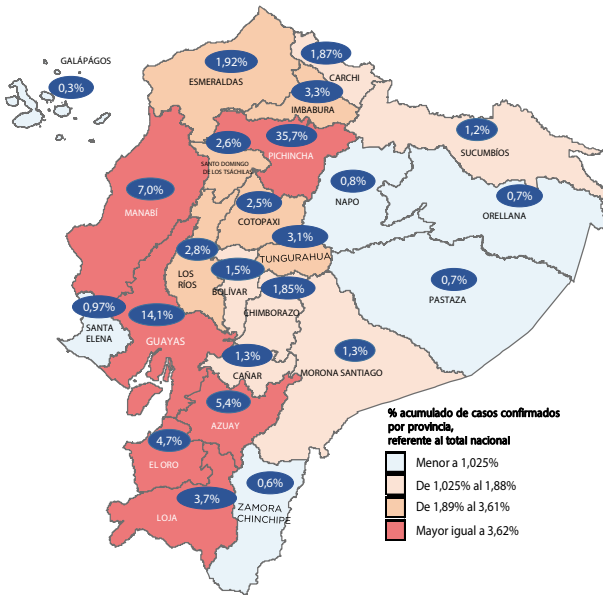 GALÁPAGOS
0,3%
1,92%
ESMERALDAS
1,87%
CARCHI
3,3%
IMBABURA
2,6%
SANTO DOMINGO
DE LOS TSÁCHILAS
35,7%
PICHINCHA
1,2%
SUCUMBÍOS
7,0%
MANABÍ
0,8%
NAPO
0,7%
ORELLANA
2,5%
COTOPAXI
3,1%
TUNGURAHUA
2,8%
LOS
RÍOS
1,5%
BOLÍVAR
1,85%
CHIMBORAZO
0,7%
PASTAZA
0,97%
SANTA
ELENA
14,1%
GUAYAS
1,3%
CAÑAR
1,3%
MORONA SANTIAGO
5,4%
AZUAY
4,7%
EL ORO
3,7%
LOJA
0,6%
ZAMORA
CHINCHIPE
% acumulado de casos confirmados
por provincia,
referente al total nacional
Menor a 1,025%
De 1,025% al 1,88%
De 1,89% al 3,61%
Mayor igual a 3,62%